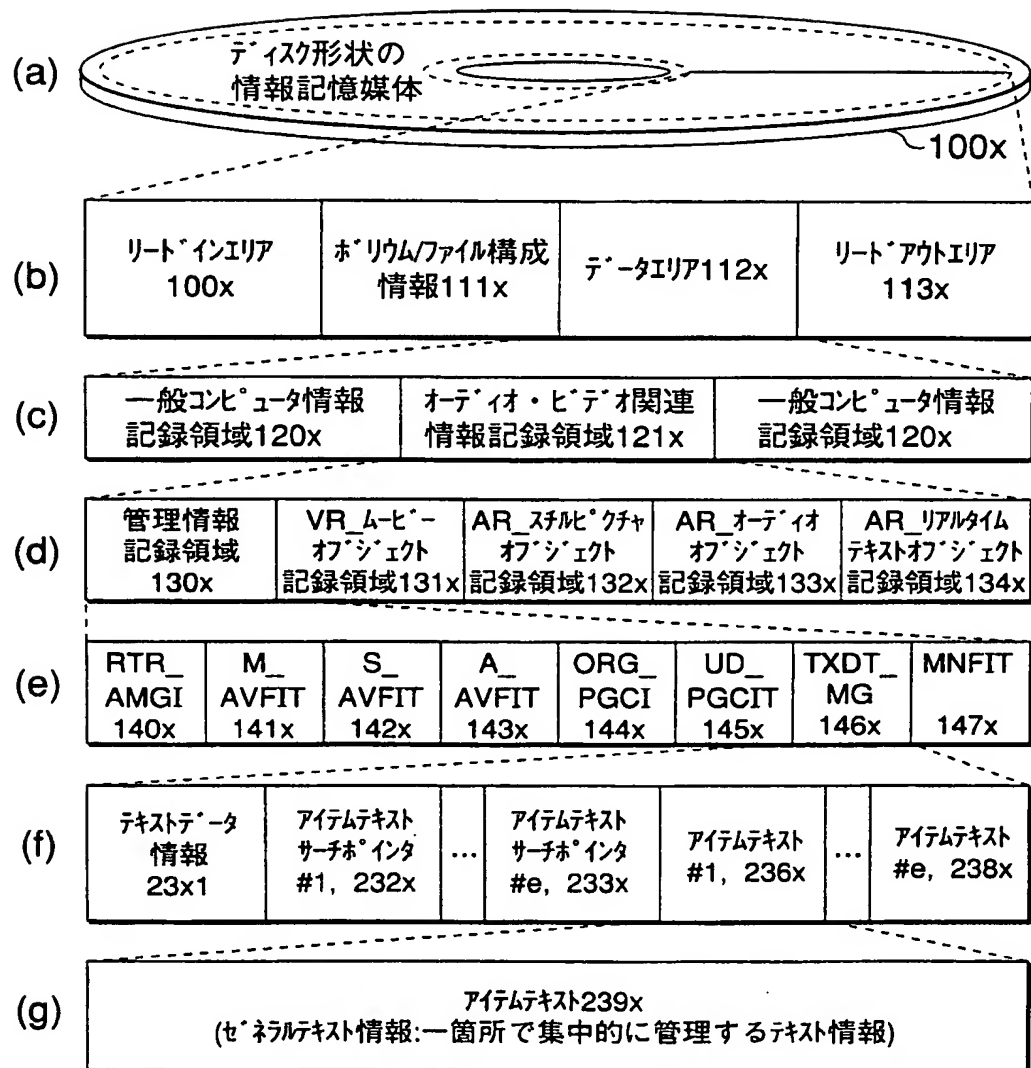 (a)
ディスク形状の
情報記憶媒体
100x
(b)
リードインエリア
100x
ボリウム/ファイル構成
情報111x
データエリア112x
リードアウトエリア
113x
(c)
一般コンピュータ情報
記録領域120x
オーディオ・ビデオ関連
情報記録領域121x
一般コンピュータ情報
記録領域120x
(d)
管理情報
記録領域
130x
VR_ムービー
オブジェクト
記録領域131x
AR_スチルピクチャ
オブジェクト
記録領域132x
AR_オーディオ
オブジェクト
記録領域133x
AR_リアルタイム
テキストオブジェクト
記録領域134x
(e)
RTR_
AMGI
140x
M_
AVFIT
141x
S_
AVFIT
142x
A_
AVFIT
143x
ORG_
PGCI
144x
UD_
PGCIT
145x
TXDT_
MG
146x
MNFIT
147x
(f)
テキストデータ
情報
23x1
アイテムテキスト
サーチポインタ
#1, 232x
...
アイテムテキスト
サーチポインタ
#e, 233x
アイテムテキスト
#1, 236x
...
アイテムテキスト
#e, 238x
(g)
アイテムテキスト239x
(ゼネラルテキスト情報:一箇所で集中的に管理するテキスト情報)